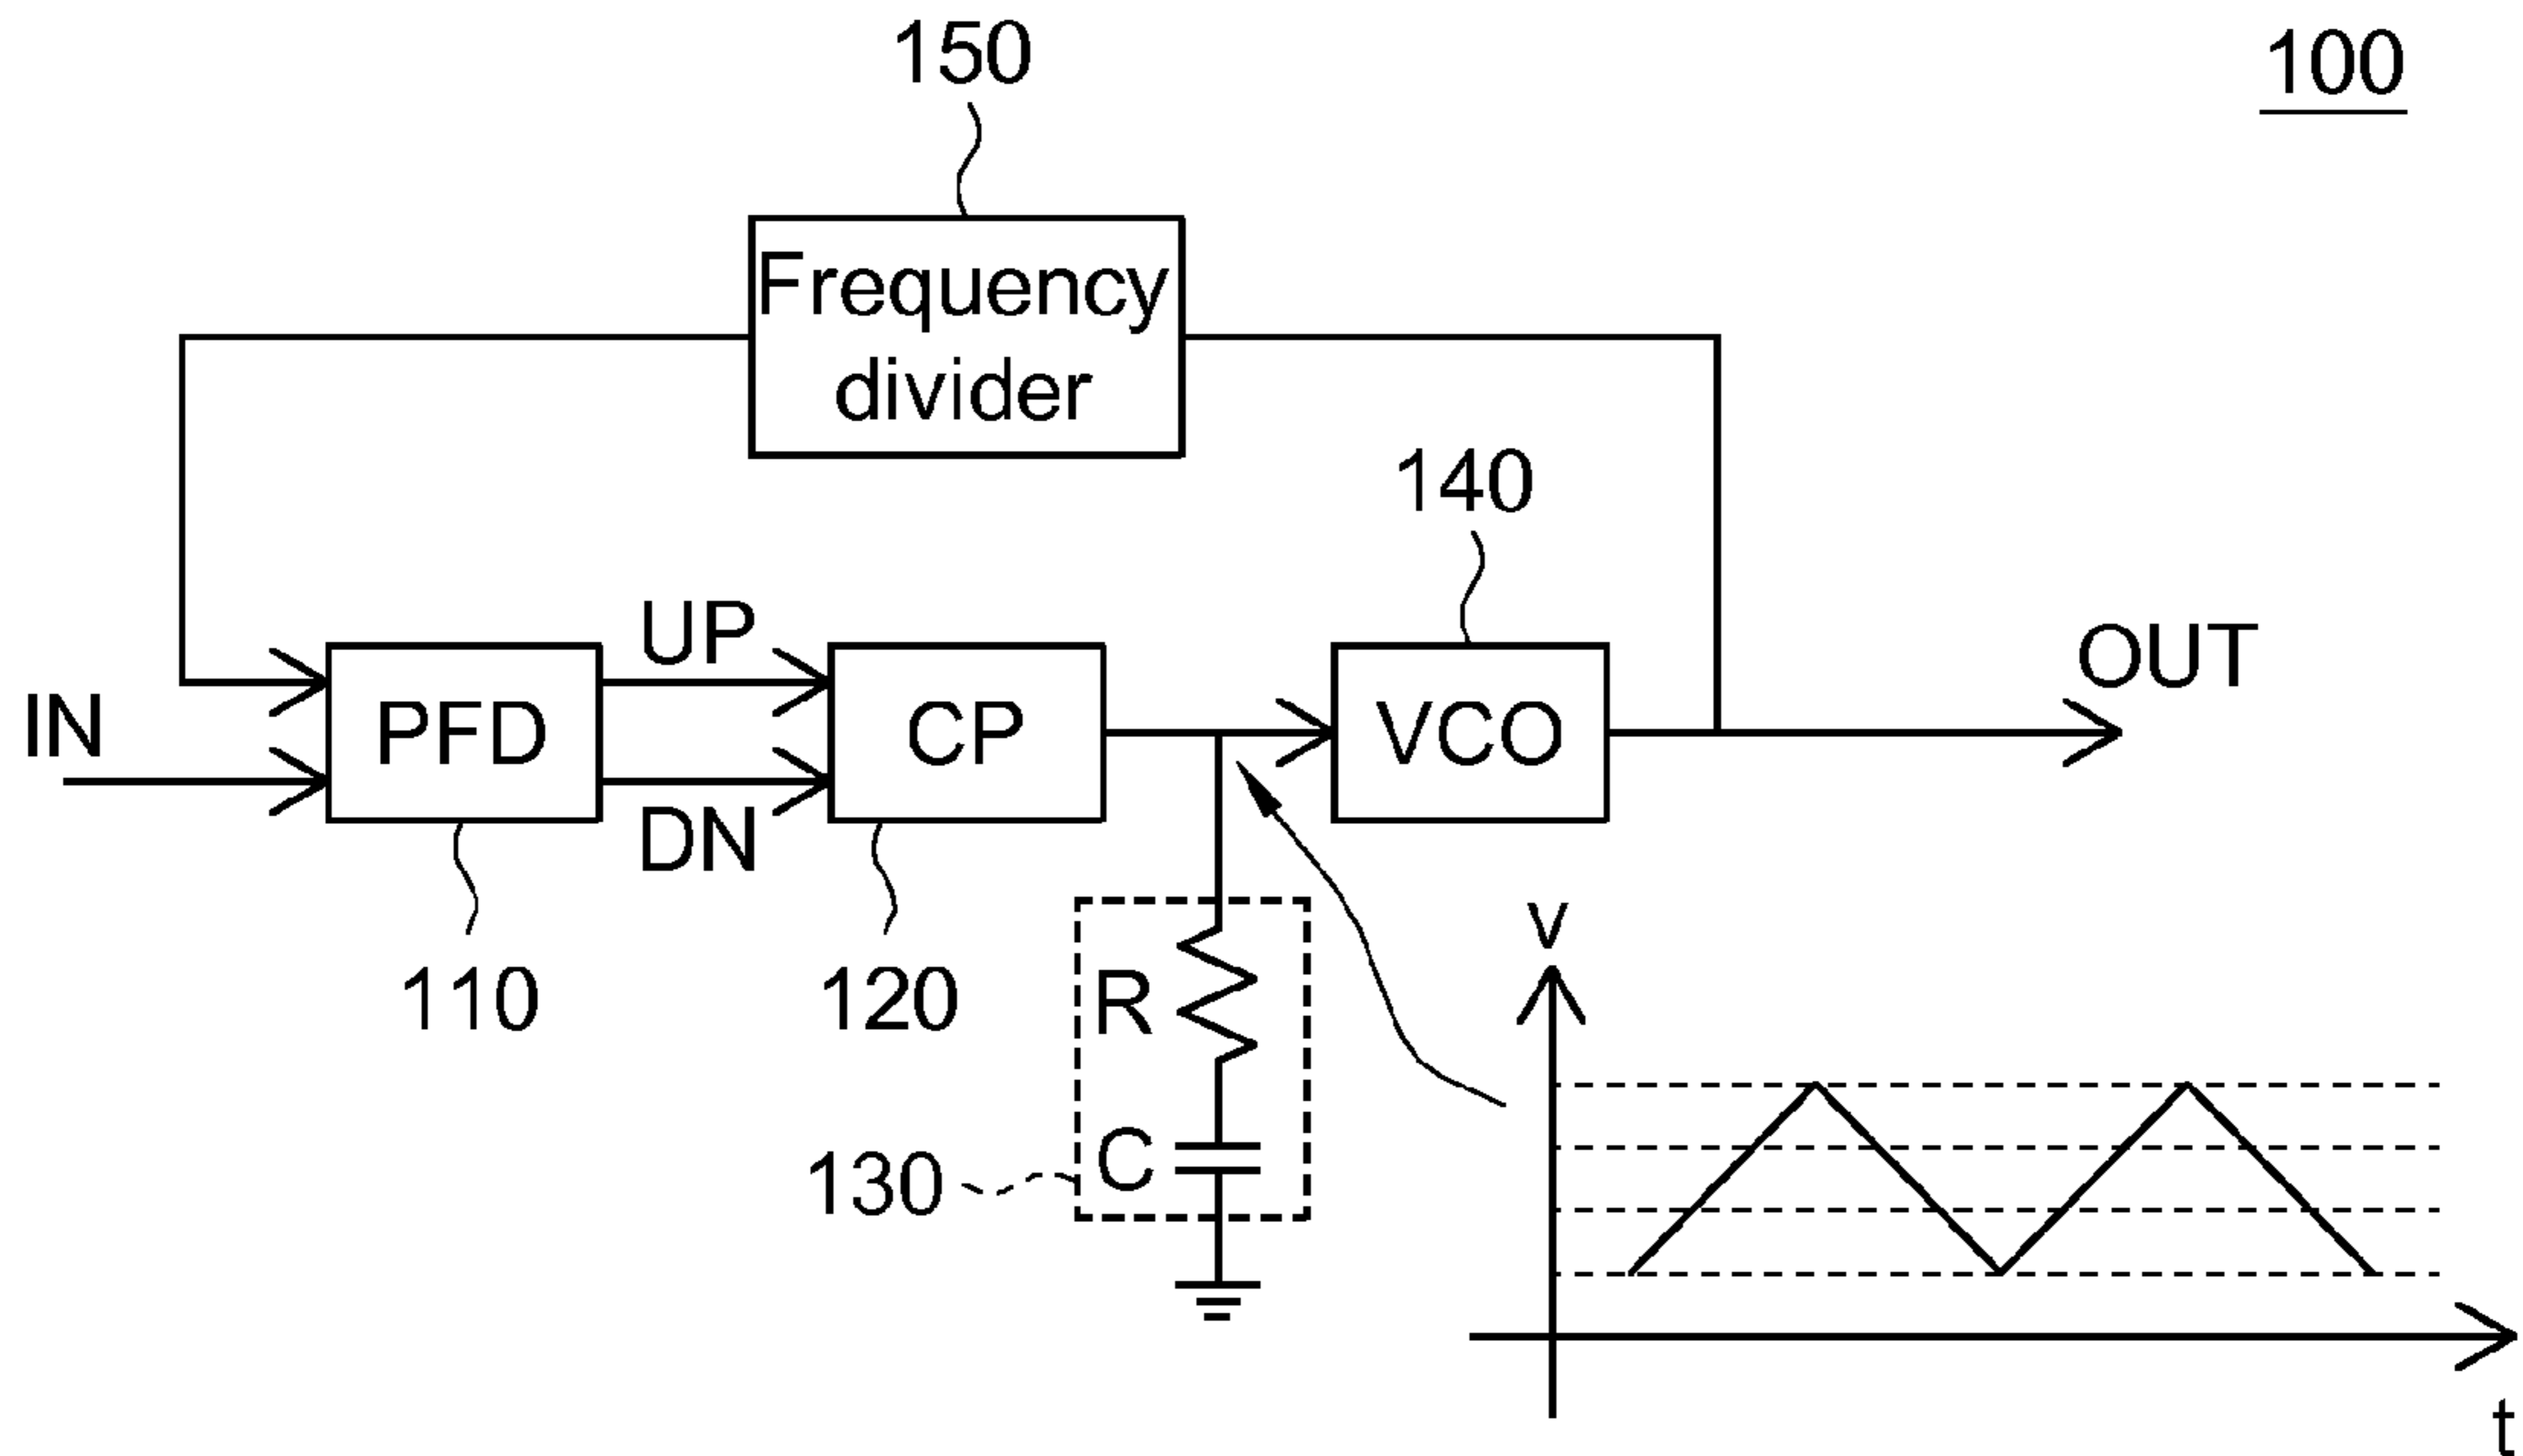 150
100
Frequency
divider
140
IN
UP
OUT
PFD
CP
VCO
DN
110
120
R
C
130
v
t